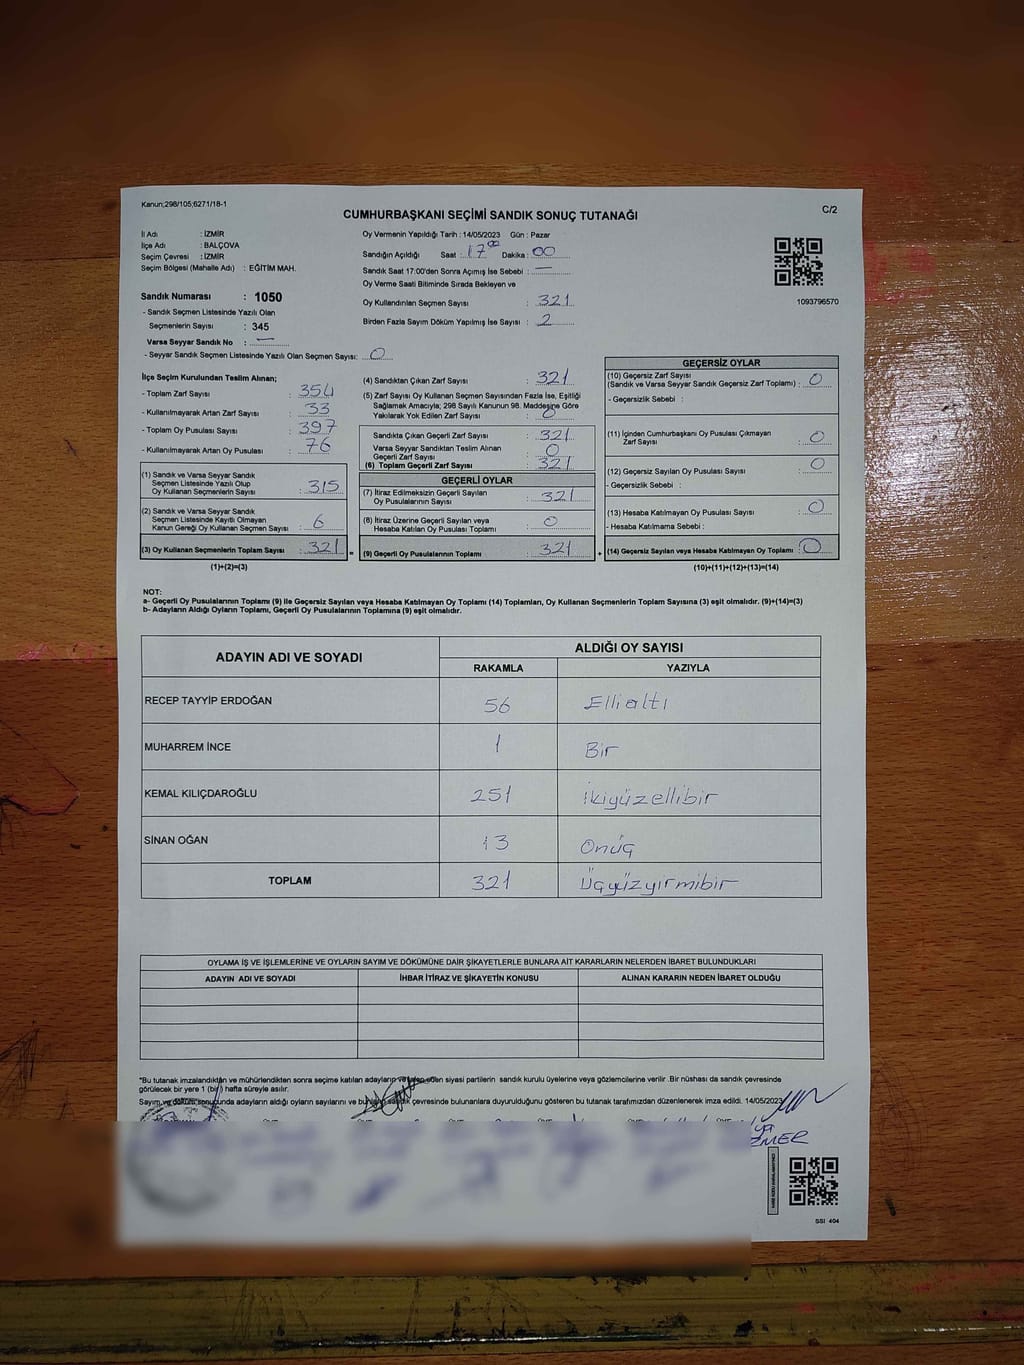 Kanun;298/105;6271/18-1
C/2
CUMHURBAŞKANI SEÇİMİ SANDIK SONUÇ TUTANAĞI
İl Adı : İZMİR
İlçe Adı : BALÇOVA
Seçim Çevresi : İZMİR
Seçim Bölgesi (Mahalle Adı) : EĞİTİM MAH.
Sandık Numarası : 1050
- Sandık Seçmen Listesinde Yazılı Olan
Seçmenlerin Sayısı : 345
Varsa Seyyar Sandık No : —
- Seyyar Sandık Seçmen Listesinde Yazılı Olan Seçmen Sayısı: 0
Oy Vermenin Yapıldığı Tarih : 14/05/2023 Gün : Pazar
Sandığın Açıldığı Saat : 17 00 Dakika : 00
Sandık Saat 17:00'den Sonra Açımış İse Sebebi : —
Oy Verme Saati Bitiminde Sırada Bekleyen ve
Oy Kullandırılan Seçmen Sayısı : 321
Birden Fazla Sayım Döküm Yapılmış İse Sayısı : 2
1093796570
İlçe Seçim Kurulundan Teslim Alınan;
- Toplam Zarf Sayısı : 354
- Kullanılmayarak Artan Zarf Sayısı : 33
- Toplam Oy Pusulası Sayısı : 397
- Kullanılmayarak Artan Oy Pusulası : 76
(1) Sandık ve Varsa Seyyar Sandık
Seçmen Listesinde Yazılı Olup
Oy Kullanan Seçmenlerin Sayısı : 315
(2) Sandık ve Varsa Seyyar Sandık
Seçmen Listesinde Kayıtlı Olmayan
Kanun Gereği Oy Kullanan Seçmen Sayısı : 6
(3) Oy Kullanan Seçmenlerin Toplam Sayısı : 321 =
(1)+(2)=(3)
(4) Sandıktan Çıkan Zarf Sayısı : 321
(5) Zarf Sayısı Oy Kullanan Seçmen Sayısından Fazla İse, Eşitliği
Sağlamak Amacıyla; 298 Sayılı Kanunun 98. Maddesine Göre
Yakılarak Yok Edilen Zarf Sayısı : 0
Sandıkta Çıkan Geçerli Zarf Sayısı : 321
Varsa Seyyar Sandıktan Teslim Alınan
Geçerli Zarf Sayısı : 0
(6) Toplam Geçerli Zarf Sayısı : 321
GEÇERLİ OYLAR
(7) İtiraz Edilmeksizin Geçerli Sayılan
Oy Pusulalarının Sayısı : 321
(8) İtiraz Üzerine Geçerli Sayılan veya
Hesaba Katılan Oy Pusulası Toplamı : 0
(9) Geçerli Oy Pusulalarının Toplamı : 321 +
GEÇERSİZ OYLAR
(10) Geçersiz Zarf Sayısı
(Sandık ve Varsa Seyyar Sandık Geçersiz Zarf Toplamı) : 0
- Geçersizlik Sebebi :
(11) İçinden Cumhurbaşkanı Oy Pusulası Çıkmayan
Zarf Sayısı : 0
(12) Geçersiz Sayılan Oy Pusulası Sayısı : 0
- Geçersizlik Sebebi :
(13) Hesaba Katılmayan Oy Pusulası Sayısı : 0
- Hesaba Katılmama Sebebi :
(14) Geçersiz Sayılan veya Hesaba Katılmayan Oy Toplamı : 0
(10)+(11)+(12)+(13)=(14)
NOT:
a- Geçerli Oy Pusulalarının Toplamı (9) ile Geçersiz Sayılan veya Hesaba Katılmayan Oy Toplamı (14) Toplamları, Oy Kullanan Seçmenlerin Toplam Sayısına (3) eşit olmalıdır. (9)+(14)=(3)
b- Adayların Aldığı Oyların Toplamı, Geçerli Oy Pusulalarının Toplamına (9) eşit olmalıdır.
ADAYIN ADI VE SOYADI
ALDIĞI OY SAYISI
RAKAMLA YAZIYLA
RECEP TAYYİP ERDOĞAN 56 Ellialtı
MUHARREM İNCE 1 Bir
KEMAL KILIÇDAROĞLU 251 İkiyüzellibir
SİNAN OĞAN 13 Onüç
TOPLAM 321 Üçyüzyirmibir
OYLAMA İŞ VE İŞLEMLERİNE VE OYLARIN SAYIM VE DÖKÜMÜNE DAİR ŞİKAYETLERLE BUNLARA AİT KARARLARIN NELERDEN İBARET BULUNDUKLARI
ADAYIN ADI VE SOYADI İHBAR İTİRAZ VE ŞİKAYETİN KONUSU ALINAN KARARIN NEDEN İBARET OLDUĞU
*Bu tutanak imzalandıktan ve mühürlendikten sonra seçime katılan adayların ve siyasi partilerin sandık kurulu üyelerine veya gözlemcilerine verilir. Bir nüshası da sandık çevresinde
görülecek bir yere 1 (bir) hafta süreyle asılır.
Sayım ve döküm sonucunda adayların aldığı oyların sayılarını ve sandık çevresinde bulunanlara duyurulduğunu gösteren bu tutanak tarafımızdan düzenlenerek imza edildi. 14/05/2023
SSI 404